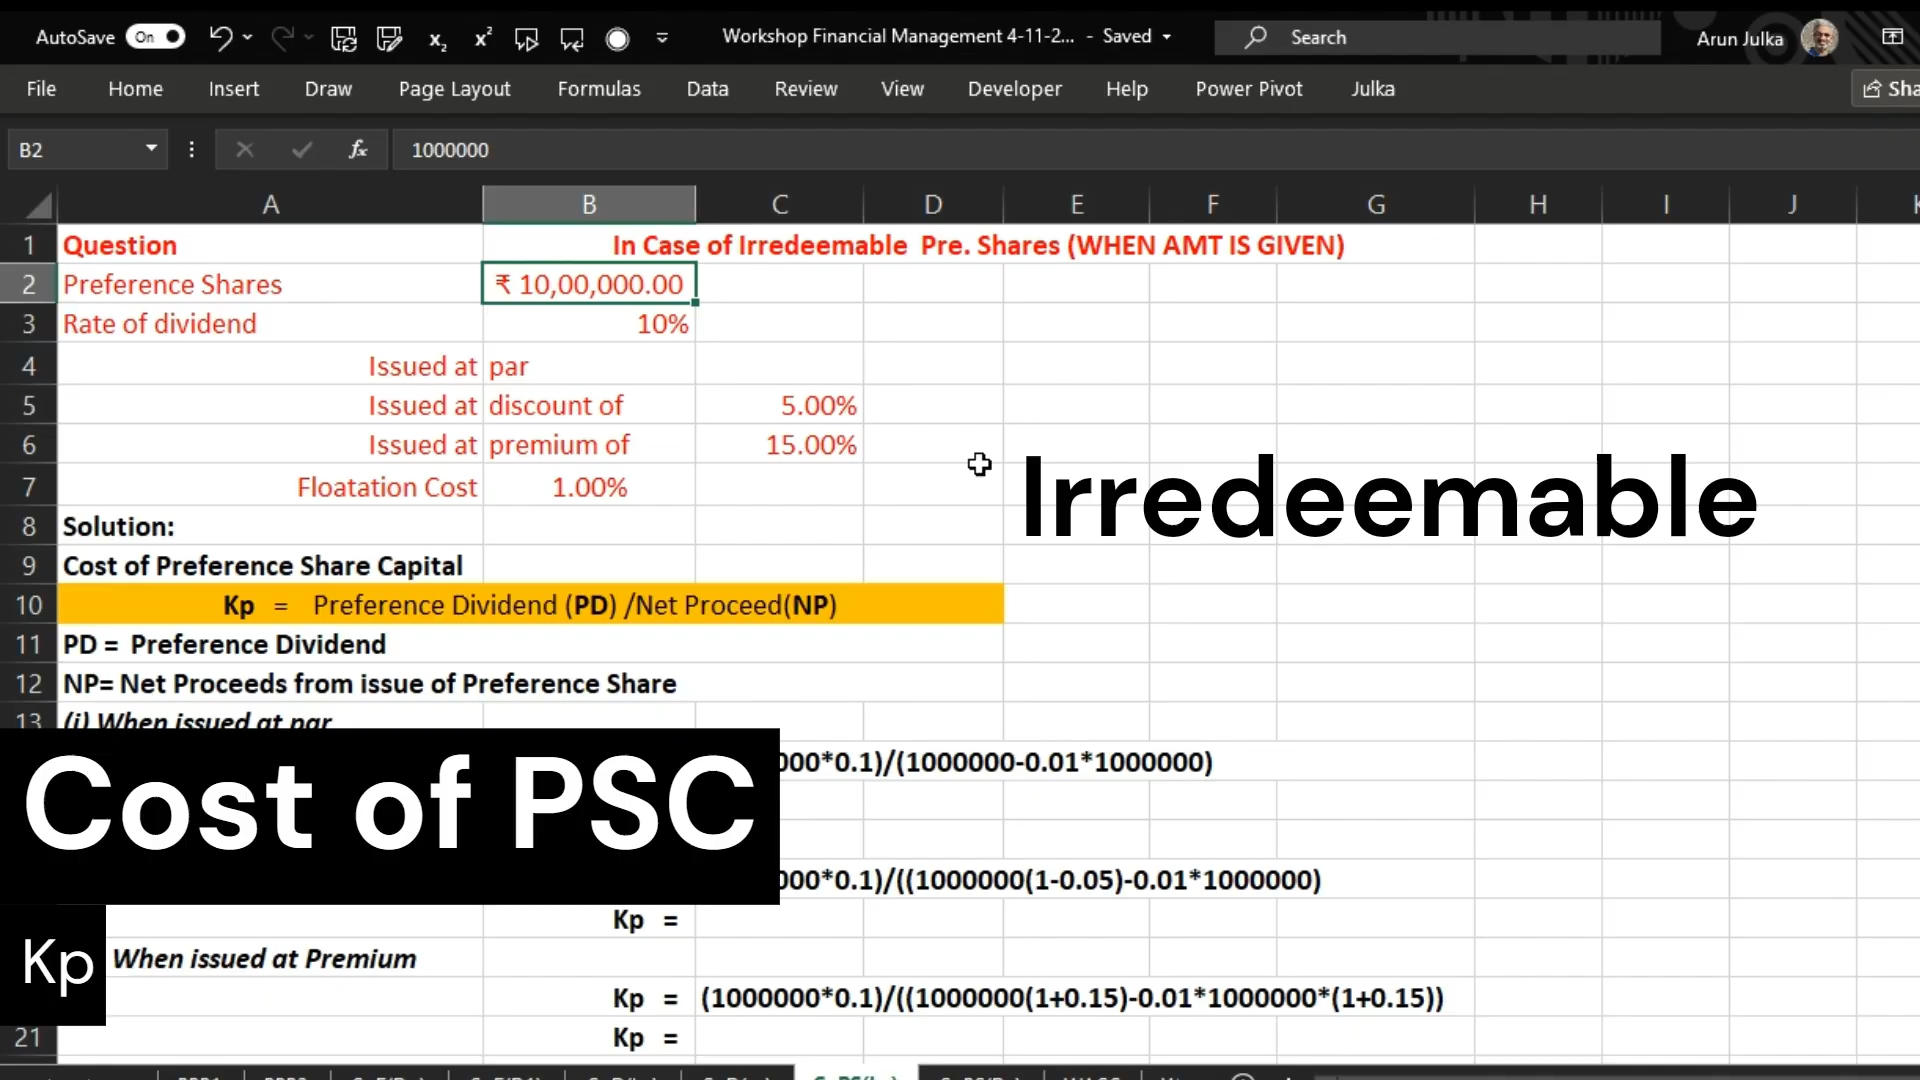 AutoSave On Workshop Financial Management 4-11-2... - Saved Search Arun Julka
File Home Insert Draw Page Layout Formulas Data Review View Developer Help Power Pivot Julka
B2 fx 1000000
A B C D E F G H I J
1 Question In Case of Irredeemable Pre. Shares (WHEN AMT IS GIVEN)
2 Preference Shares ₹ 10,00,000.00
3 Rate of dividend 10%
4 Issued at par
5 Issued at discount of 5.00%
6 Issued at premium of 15.00%
7 Floatation Cost 1.00%
Irredeemable
8 Solution:
9 Cost of Preference Share Capital
10 Kp = Preference Dividend (PD) /Net Proceed(NP)
11 PD = Preference Dividend
12 NP= Net Proceeds from issue of Preference Share
13 (i) When issued at par
000*0.1)/(1000000-0.01*1000000)
Cost of PSC
000*0.1)/((1000000(1-0.05)-0.01*1000000)
Kp =
Kp
When issued at Premium
Kp = (1000000*0.1)/((1000000(1+0.15)-0.01*1000000*(1+0.15))
21 Kp =